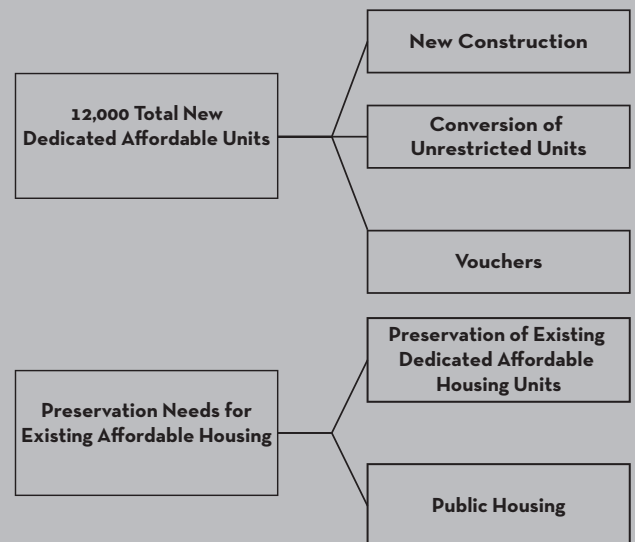 12,000 Total New
Dedicated Affordable Units
New Construction
Conversion of
Unrestricted Units
Vouchers
Preservation Needs for
Existing Affordable Housing
Preservation of Existing
Dedicated Affordable
Housing Units
Public Housing